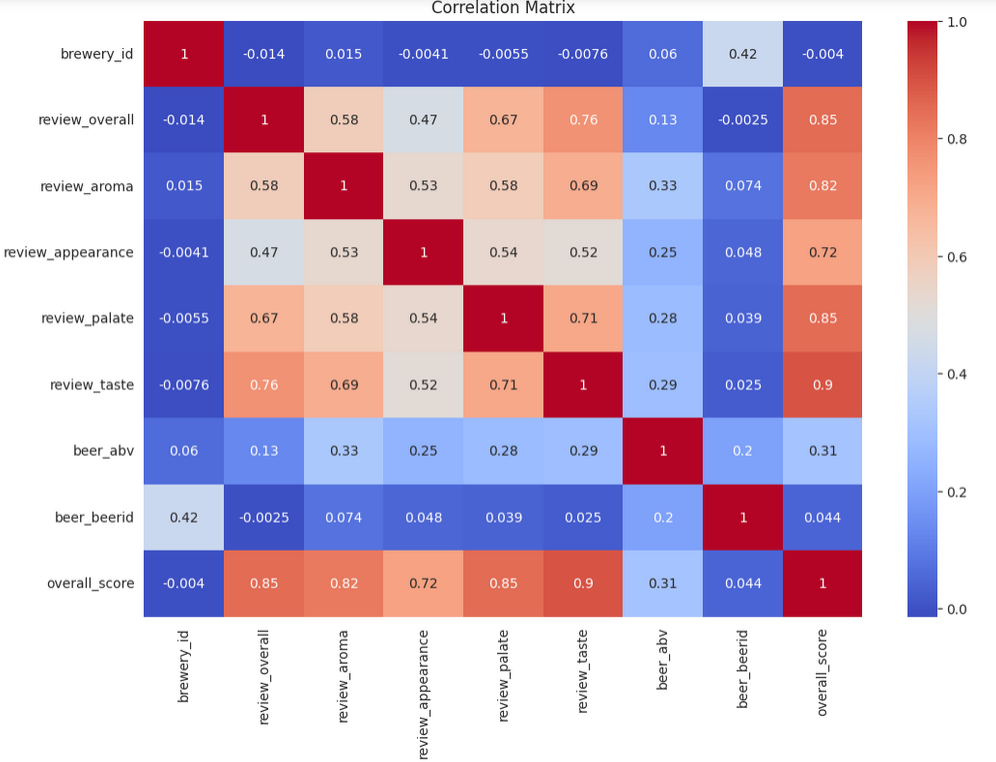 Correlation Matrix
brewery_id 1 -0.014 0.015 -0.0041 -0.0055 -0.0076 0.06 0.42 -0.004
review_overall -0.014 1 0.58 0.47 0.67 0.76 0.13 -0.0025 0.85
review_aroma 0.015 0.58 1 0.53 0.58 0.69 0.33 0.074 0.82
review_appearance -0.0041 0.47 0.53 1 0.54 0.52 0.25 0.048 0.72
review_palate -0.0055 0.67 0.58 0.54 1 0.71 0.28 0.039 0.85
review_taste -0.0076 0.76 0.69 0.52 0.71 1 0.29 0.025 0.9
beer_abv 0.06 0.13 0.33 0.25 0.28 0.29 1 0.2 0.31
beer_beerid 0.42 -0.0025 0.074 0.048 0.039 0.025 0.2 1 0.044
overall_score -0.004 0.85 0.82 0.72 0.85 0.9 0.31 0.044 1
brewery_id
review_overall
review_aroma
review_appearance
review_palate
review_taste
beer_abv
beer_beerid
overall_score
1.0
0.8
0.6
0.4
0.2
0.0